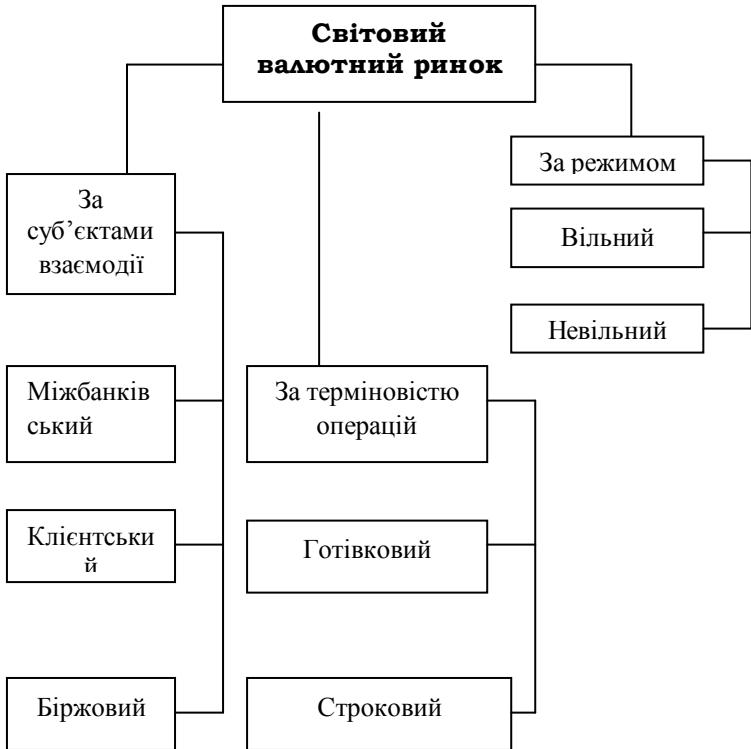 Світовий
валютний ринок
За
суб’єктами
взаємодії
Міжбанків
ський
Клієнтськи
й
Біржовий
За терміновістю
операцій
Готівковий
Строковий
За режимом
Вільний
Невільний